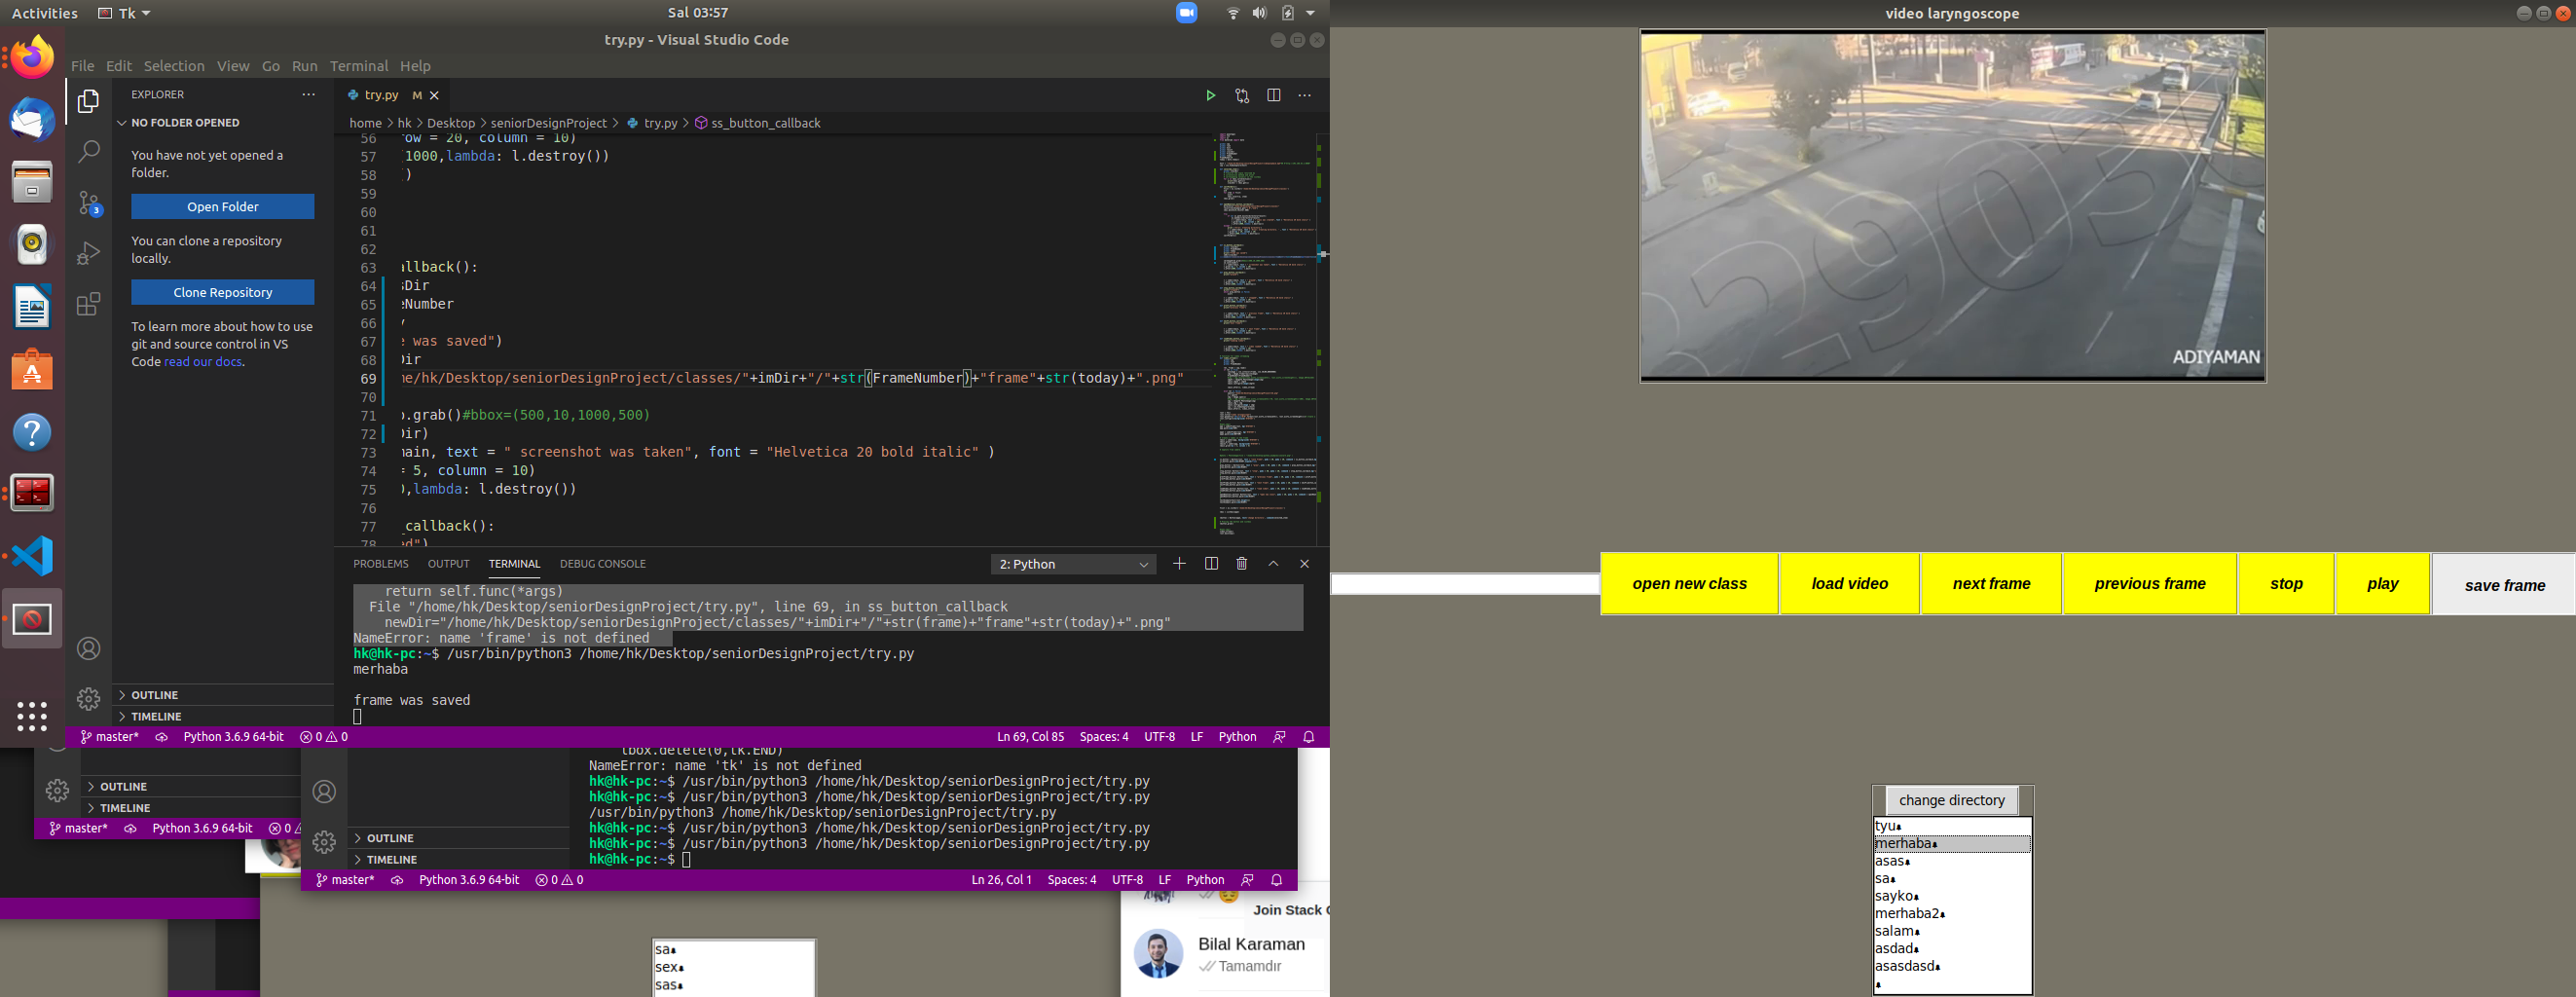 Activities
Tk
Sal 03:57
try.py - Visual Studio Code
File Edit Selection View Go Run Terminal Help
EXPLORER
NO FOLDER OPENED
You have not yet opened a
folder.
Open Folder
You can clone a repository
locally.
Clone Repository
To learn more about how to use
git and source control in VS
Code read our docs.
OUTLINE
TIMELINE
3
try.py M
home > hk > Desktop > seniorDesignProject > try.py > ss_button_callback
56 row = 20, column = 10)
57 (1000,lambda: l.destroy())
58 ()
59
60
61
62
63 allback():
64 sDir
65 eNumber
66
67 e was saved")
68 Dir
69 me/hk/Desktop/seniorDesignProject/classes/"+imDir+"/"+str(FrameNumber)+"frame"+str(today)+".png"
70
71 b.grab()#bbox=(500,10,1000,500)
72 Dir)
73 main, text = " screenshot was taken", font = "Helvetica 20 bold italic" )
74 = 5, column = 10)
75 0,lambda: l.destroy())
76
77 _callback():
78 ed")
PROBLEMS OUTPUT TERMINAL DEBUG CONSOLE
2: Python
return self.func(*args)
File "/home/hk/Desktop/seniorDesignProject/try.py", line 69, in ss_button_callback
newDir="/home/hk/Desktop/seniorDesignProject/classes/"+imDir+"/"+str(frame)+"frame"+str(today)+".png"
NameError: name 'frame' is not defined
hk@hk-pc:~$ /usr/bin/python3 /home/hk/Desktop/seniorDesignProject/try.py
merhaba
frame was saved
master* Python 3.6.9 64-bit 0 0
Ln 69, Col 85 Spaces: 4 UTF-8 LF Python
OUTLINE
TIMELINE
master* Python 3.6.9 64-bit 0
tbox.delete(0,tk.END)
NameError: name 'tk' is not defined
hk@hk-pc:~$ /usr/bin/python3 /home/hk/Desktop/seniorDesignProject/try.py
hk@hk-pc:~$ /usr/bin/python3 /home/hk/Desktop/seniorDesignProject/try.py
/usr/bin/python3 /home/hk/Desktop/seniorDesignProject/try.py
hk@hk-pc:~$ /usr/bin/python3 /home/hk/Desktop/seniorDesignProject/try.py
hk@hk-pc:~$ /usr/bin/python3 /home/hk/Desktop/seniorDesignProject/try.py
hk@hk-pc:~$
OUTLINE
TIMELINE
master* Python 3.6.9 64-bit 0 0
Ln 26, Col 1 Spaces: 4 UTF-8 LF Python
sa
sex
sas
Join Stack
Bilal Karaman
Tamamdır
video laryngoscope
ADIYAMAN
open new class
load video
next frame
previous frame
stop
play
save frame
change directory
tyu
merhaba
asas
sa
sayko
merhaba2
salam
asdad
asasdasd